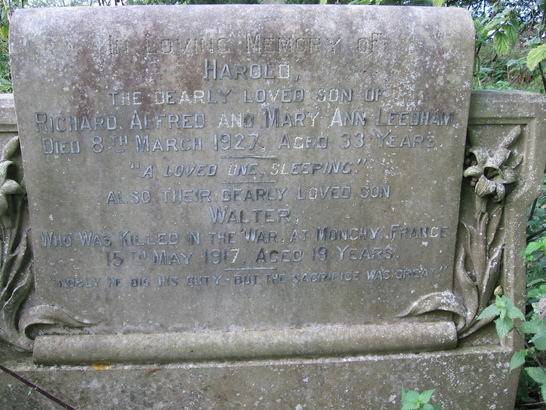 IN LOVING MEMORY OF
HAROLD,
THE DEARLY LOVED SON OF
RICHARD, ALFRED AND MARY ANN LEEDHAM
DIED 8TH MARCH 1927, AGED 33 YEARS.
"A LOVED ONE, SLEEPING."
ALSO THEIR DEARLY LOVED SON
WALTER,
WHO WAS KILLED IN THE WAR, AT MONCHY, FRANCE
15TH MAY 1917, AGED 19 YEARS.
"NOBLY HE DID HIS DUTY - BUT THE SACRIFICE WAS GREAT."